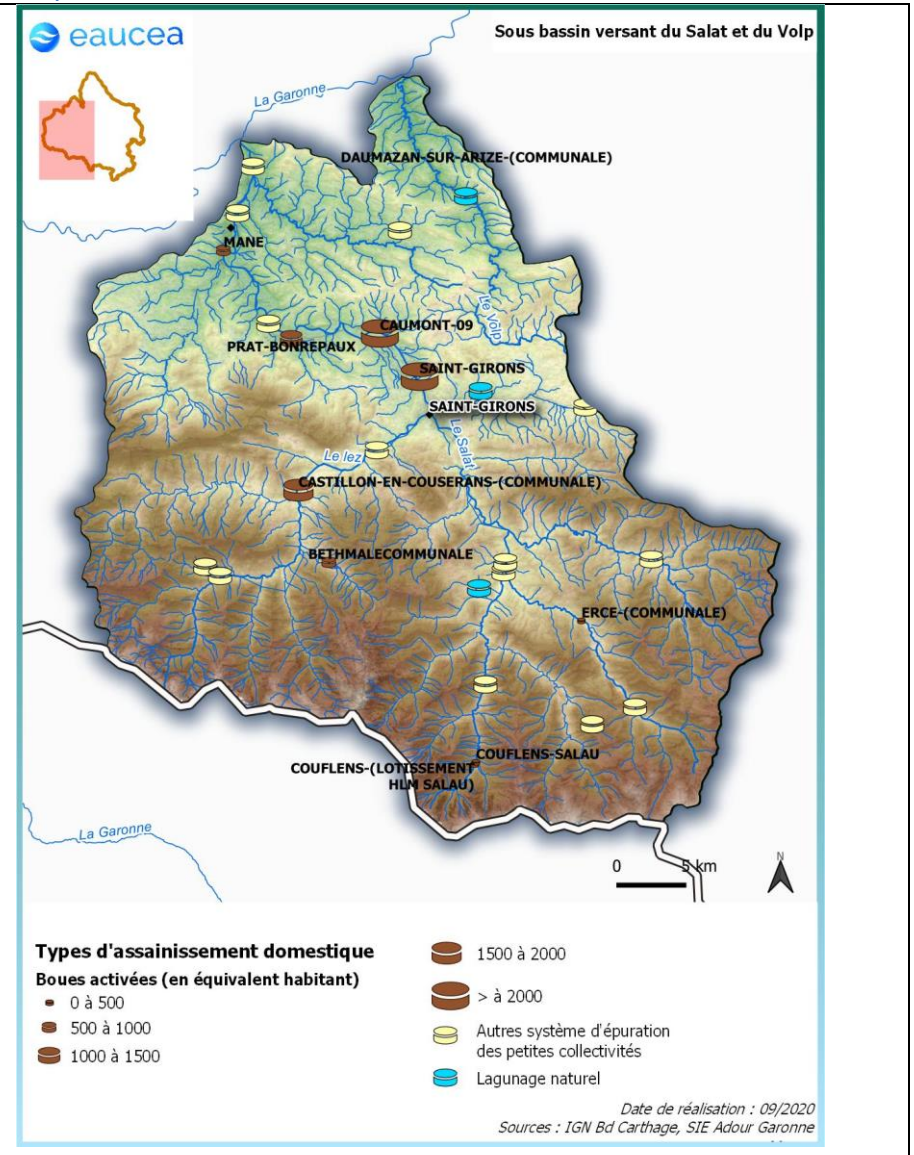 eaucea
Sous bassin versant du Salat et du Volp
La Garonne
DAUMAZAN-SUR-ARIZE-(COMMUNALE)
MANE
Le Volp
CAUMONT-09
PRAT-BONREPAUX
SAINT-GIRONS
SAINT-GIRONS
Le Salat
Le lez
CASTILLON-EN-COUSERANS-(COMMUNALE)
BETHMALECOMMUNALE
ERCE-(COMMUNALE)
COUFLENS-SALAU
COUFLENS-(LOTISSEMENT
HLM SALAU)
La Garonne
0 5 km
N
Types d'assainissement domestique
Boues activées (en équivalent habitant)
0 à 500
500 à 1000
1000 à 1500
1500 à 2000
> à 2000
Autres système d'épuration
des petites collectivités
Lagunage naturel
Date de réalisation : 09/2020
Sources : IGN Bd Carthage, SIE Adour Garonne